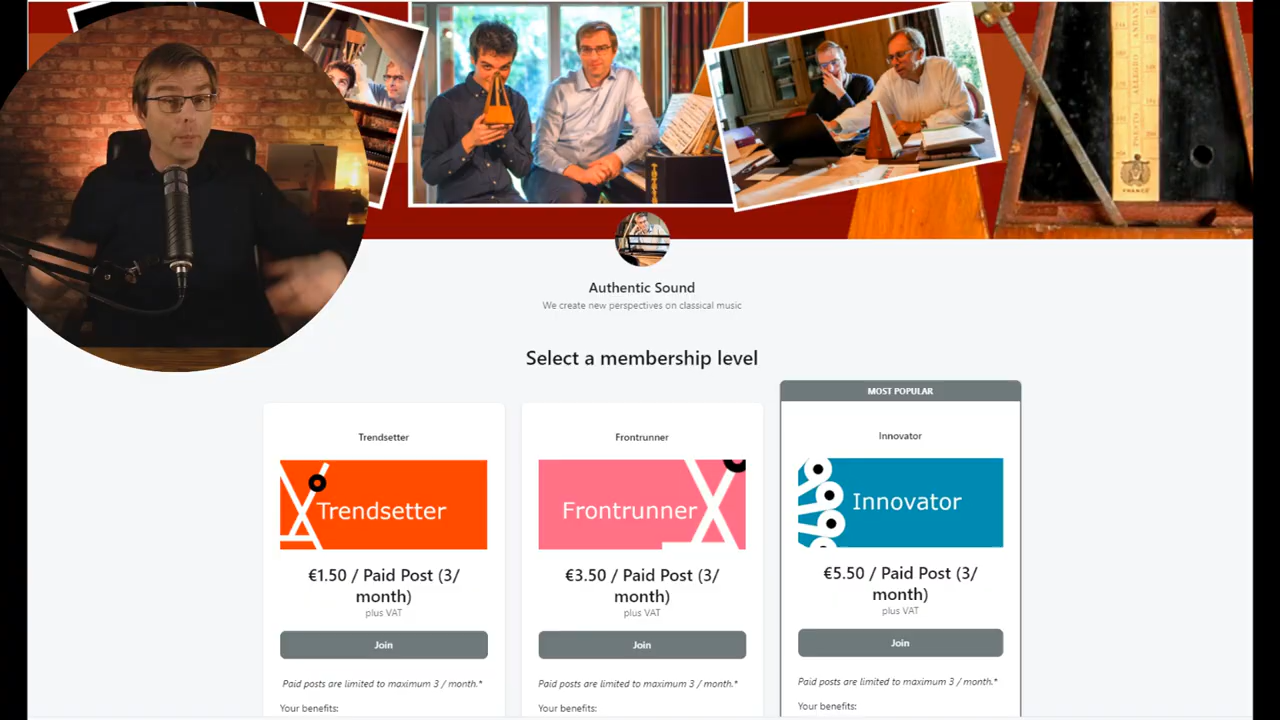 Authentic Sound
We create new perspectives on classical music
Select a membership level
MOST POPULAR
Trendsetter
Frontrunner
Innovator
Trendsetter
Frontrunner
Innovator
€1.50 / Paid Post (3/
month)
plus VAT
Join
Paid posts are limited to maximum 3 / month.*
Your benefits:
€3.50 / Paid Post (3/
month)
plus VAT
Join
Paid posts are limited to maximum 3 / month.*
Your benefits:
€5.50 / Paid Post (3/
month)
plus VAT
Join
Paid posts are limited to maximum 3 / month.*
Your benefits: